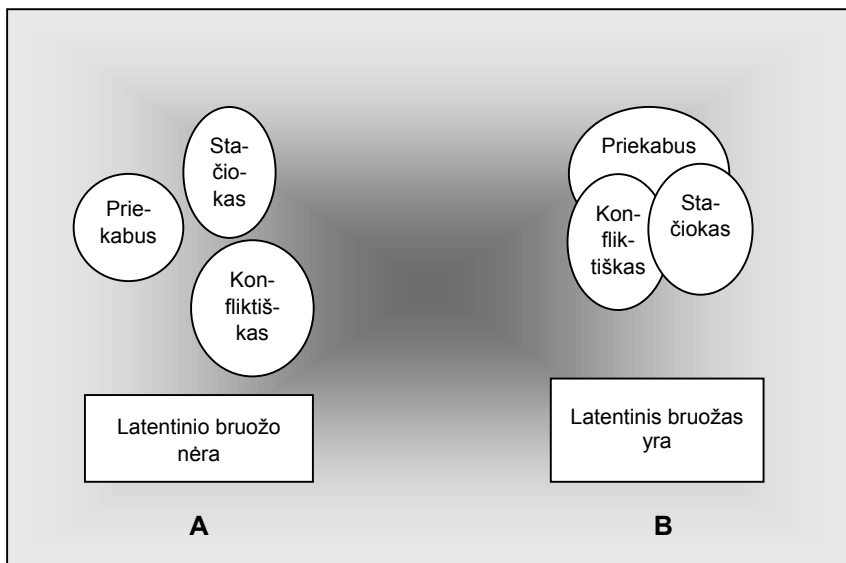 Sta-
čio-
kas
Prie-
kabus
Kon-
fliktiš-
kas
Latentinio bruožo
nėra
A
Priekabus
Kon-
flik-
tiškas
Sta-
čiokas
Latentinis bruožas
yra
B